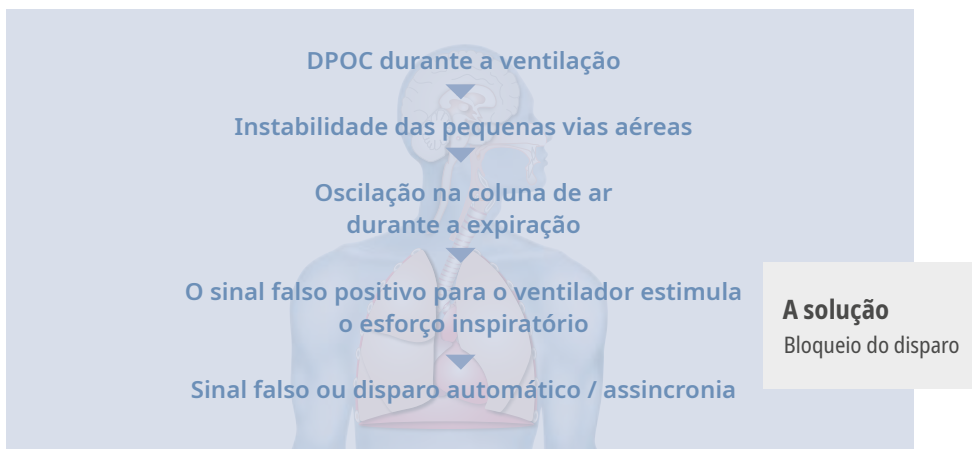 DPOC durante a ventilação
Instabilidade das pequenas vias aéreas
Oscilação na coluna de ar
durante a expiração
O sinal falso positivo para o ventilador estimula
o esforço inspiratório
Sinal falso ou disparo automático / assincronia
A solução
Bloqueio do disparo